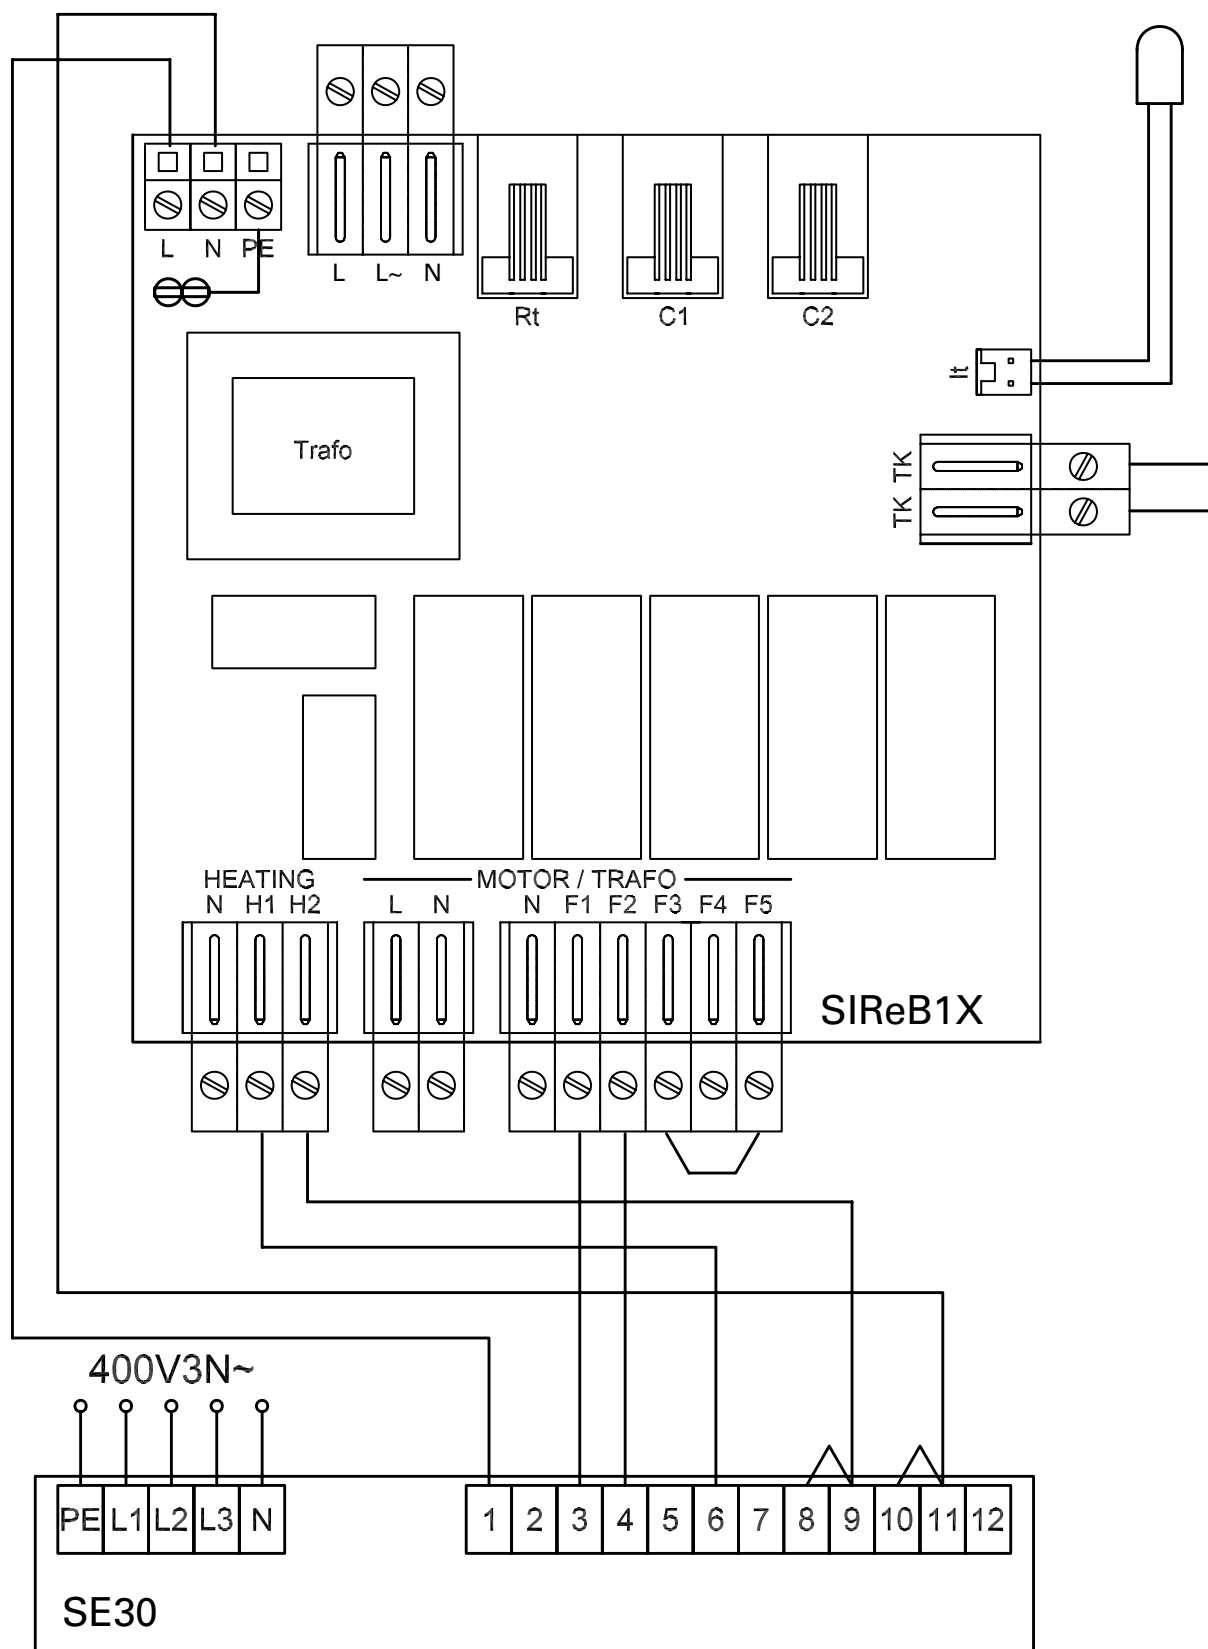 L N PE
L L~ N
Rt C1 C2
It
Trafo
TK
TK
HEATING MOTOR / TRAFO
N H1 H2 L N N F1 F2 F3 F4 F5
SIReB1X
400V3N~
PE L1 L2 L3 N 1 2 3 4 5 6 7 8 9 10 11 12
SE30